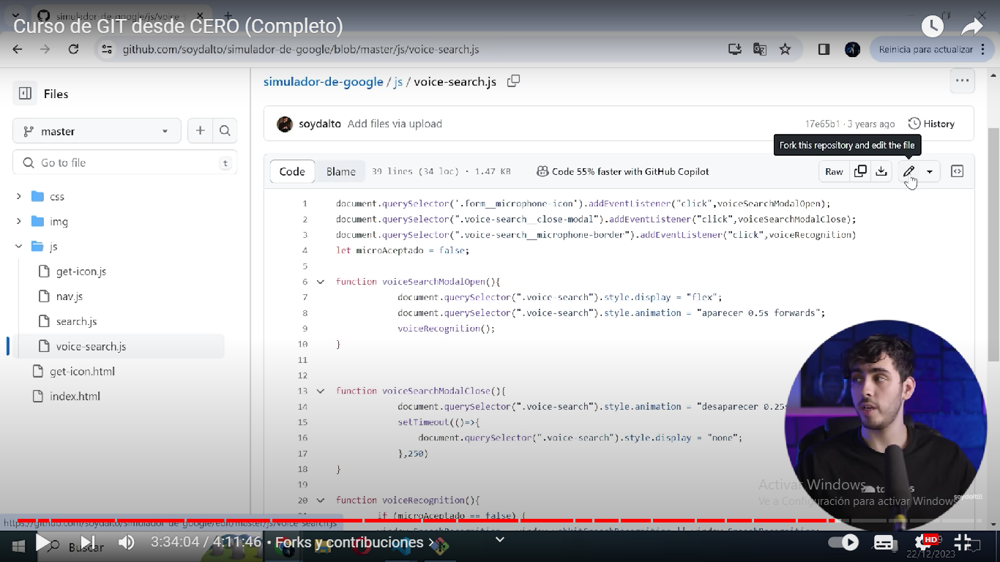 simulador-de-google/js/voice
Curso de GIT desde CERO (Completo)
github.com/soydalto/simulador-de-google/blob/master/js/voice-search.js
Reinicia para actualizar
Files
simulador-de-google / js / voice-search.js
master
soydalto Add files via upload
17e65b1 · 3 years ago
History
Fork this repository and edit the file
Go to file
t
Code
Blame
39 lines (34 loc) · 1.47 KB
Code 55% faster with GitHub Copilot
Raw
css
img
js
get-icon.js
nav.js
search.js
voice-search.js
get-icon.html
index.html
1 document.querySelector('.form__microphone-icon').addEventListener("click",voiceSearchModalOpen);
2 document.querySelector(".voice-search__close-modal").addEventListener("click",voiceSearchModalClose);
3 document.querySelector(".voice-search__microphone-border").addEventListener("click",voiceRecognition)
4 let microAceptado = false;
5
6 function voiceSearchModalOpen(){
7 document.querySelector(".voice-search").style.display = "flex";
8 document.querySelector(".voice-search").style.animation = "aparecer 0.5s forwards";
9 voiceRecognition();
10 }
11
12
13 function voiceSearchModalClose(){
14 document.querySelector(".voice-search").style.animation = "desaparecer 0.25s
15 setTimeout(()=>{
16 document.querySelector(".voice-search").style.display = "none";
17 },250)
18 }
19
20 function voiceRecognition(){
21 if (microAceptado == false) {
window.SpeechRecognition = window.webkitSpeechRecognition || window.SpeechRecognition
Activar Windows
Ve a Configuración para activar Windows
soydalto
https://github.com/soydalto/simulador-de-google/edit/master/js/voice-search.js
Buscar
3:34:04 / 4:11:46 • Forks y contribuciones
HD
22/12/2023